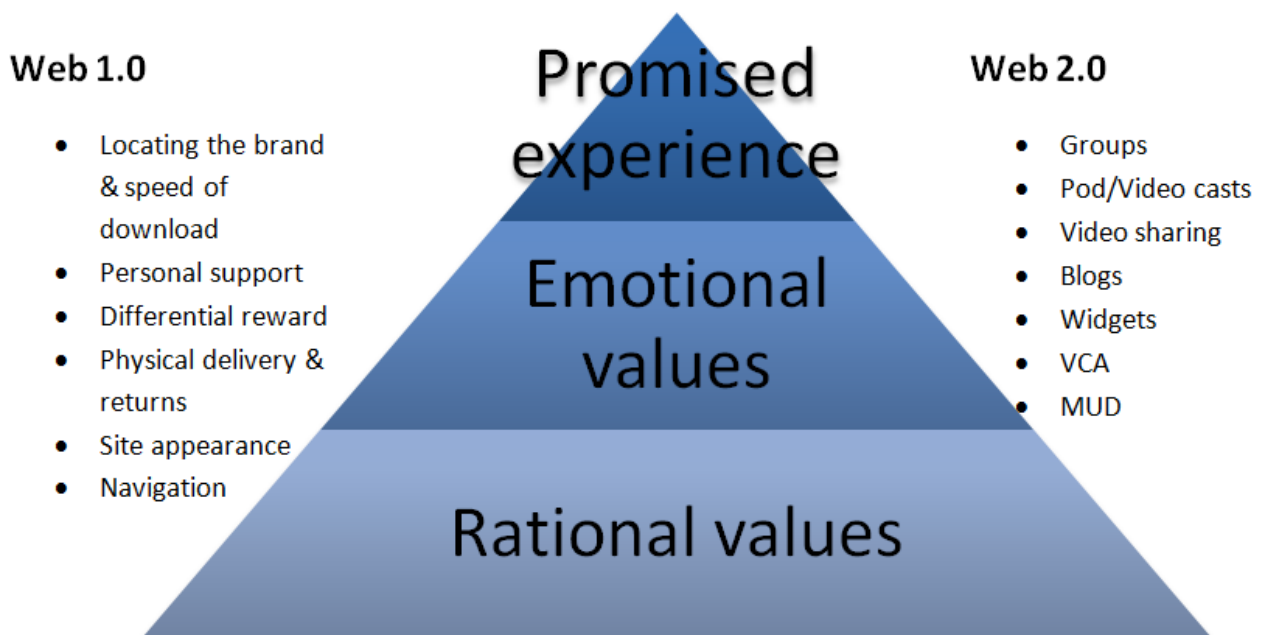 Web 1.0
• Locating the brand
& speed of
download
• Personal support
• Differential reward
• Physical delivery &
returns
• Site appearance
• Navigation
Promised
experience
Emotional
values
Rational values
Web 2.0
• Groups
• Pod/Video casts
• Video sharing
• Blogs
• Widgets
• VCA
• MUD